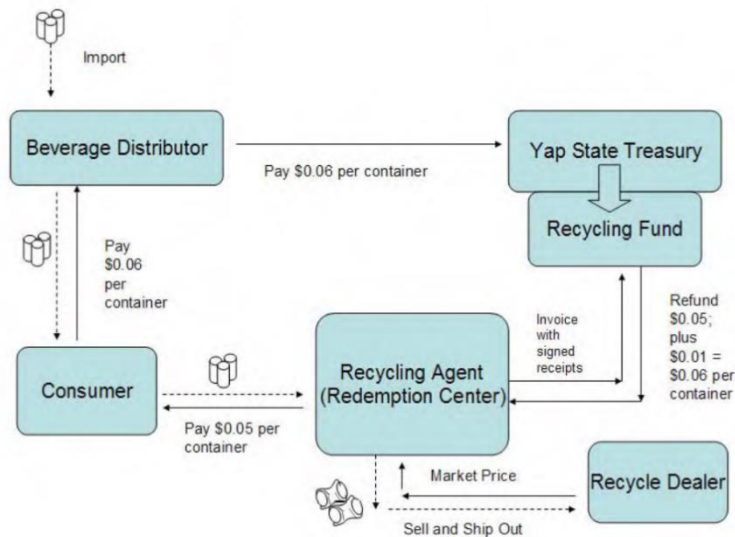 Import
Beverage Distributor
Pay $0.06 per container
Yap State Treasury
Recycling Fund
Pay
$0.06
per
container
Invoice
with
signed
receipts
Refund
$0.05;
plus
$0.01 =
$0.06 per
container
Consumer
Pay $0.05 per
container
Recycling Agent
(Redemption Center)
Market Price
Recycle Dealer
Sell and Ship Out